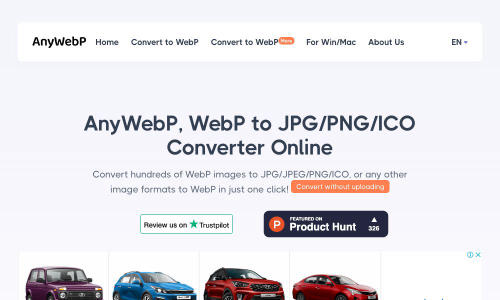 AnyWebP Home Convert to WebP Convert to WebP For Win/Mac About Us EN
AnyWebP, WebP to JPG/PNG/ICO
Converter Online
Convert hundreds of WebP images to JPG/JPEG/PNG/ICO, or any other
image formats to WebP in just one click! Convert without uploading
Review us on Trustpilot
P FEATURED ON
Product Hunt 326